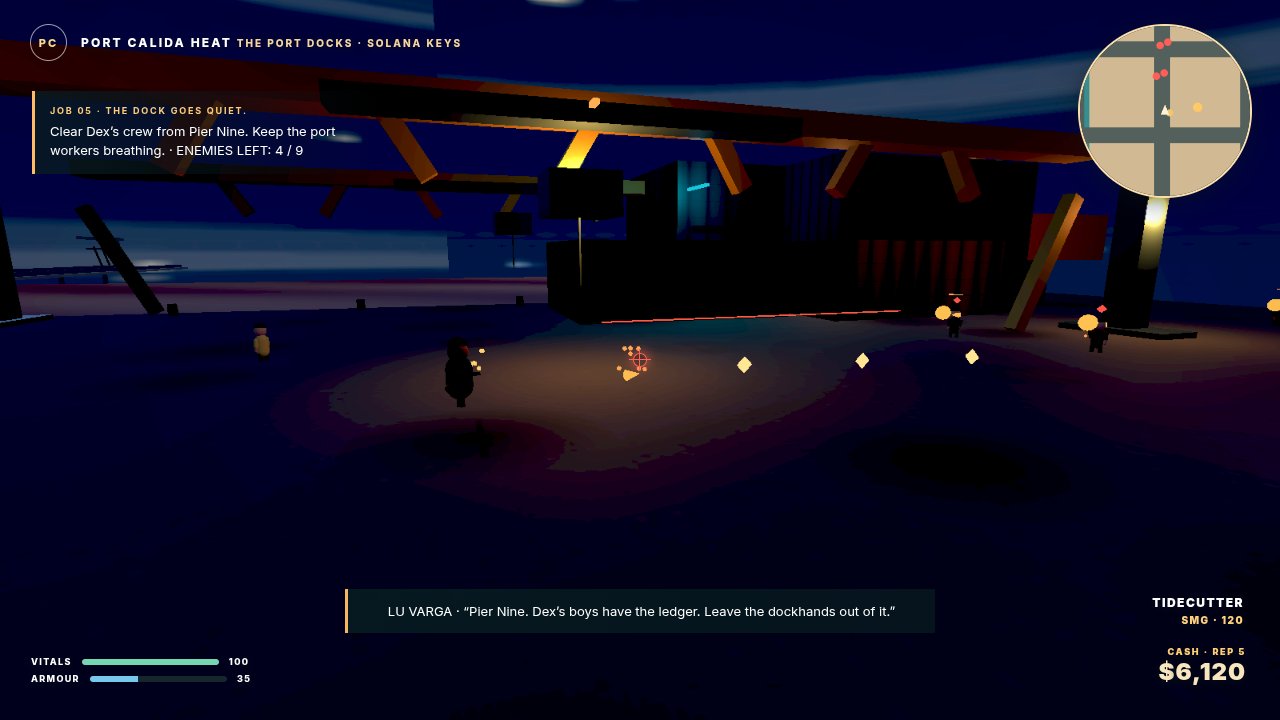 PC
PORT CALIDA HEAT THE PORT DOCKS · SOLANA KEYS
JOB 05 · THE DOCK GOES QUIET.
Clear Dex’s crew from Pier Nine. Keep the port
workers breathing. · ENEMIES LEFT: 4 / 9
LU VARGA · “Pier Nine. Dex’s boys have the ledger. Leave the dockhands out of it.”
TIDECUTTER
SMG · 120
CASH · REP 5
$6,120
VITALS 100
ARMOUR 35